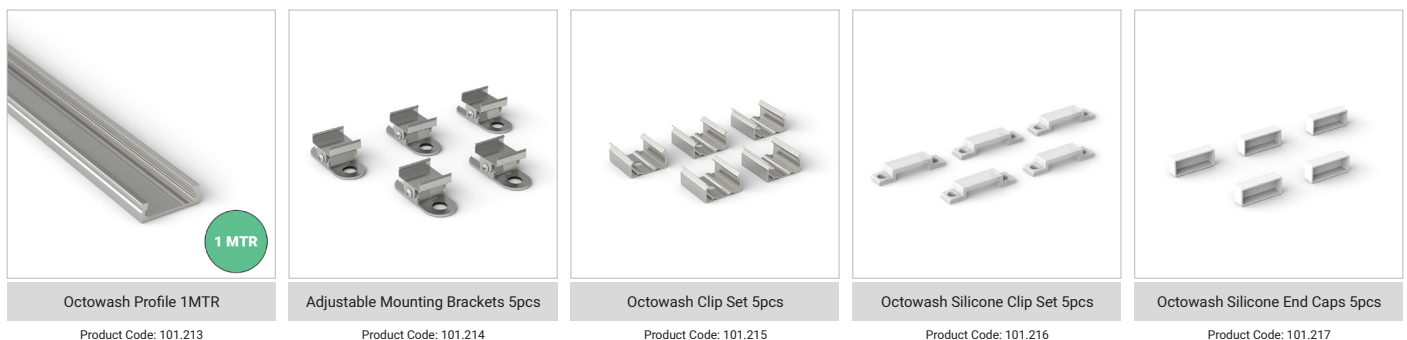 1 MTR
Octowash Profile 1MTR
Adjustable Mounting Brackets 5pcs
Octowash Clip Set 5pcs
Octowash Silicone Clip Set 5pcs
Octowash Silicone End Caps 5pcs
Product Code: 101.213
Product Code: 101.214
Product Code: 101.215
Product Code: 101.216
Product Code: 101.217